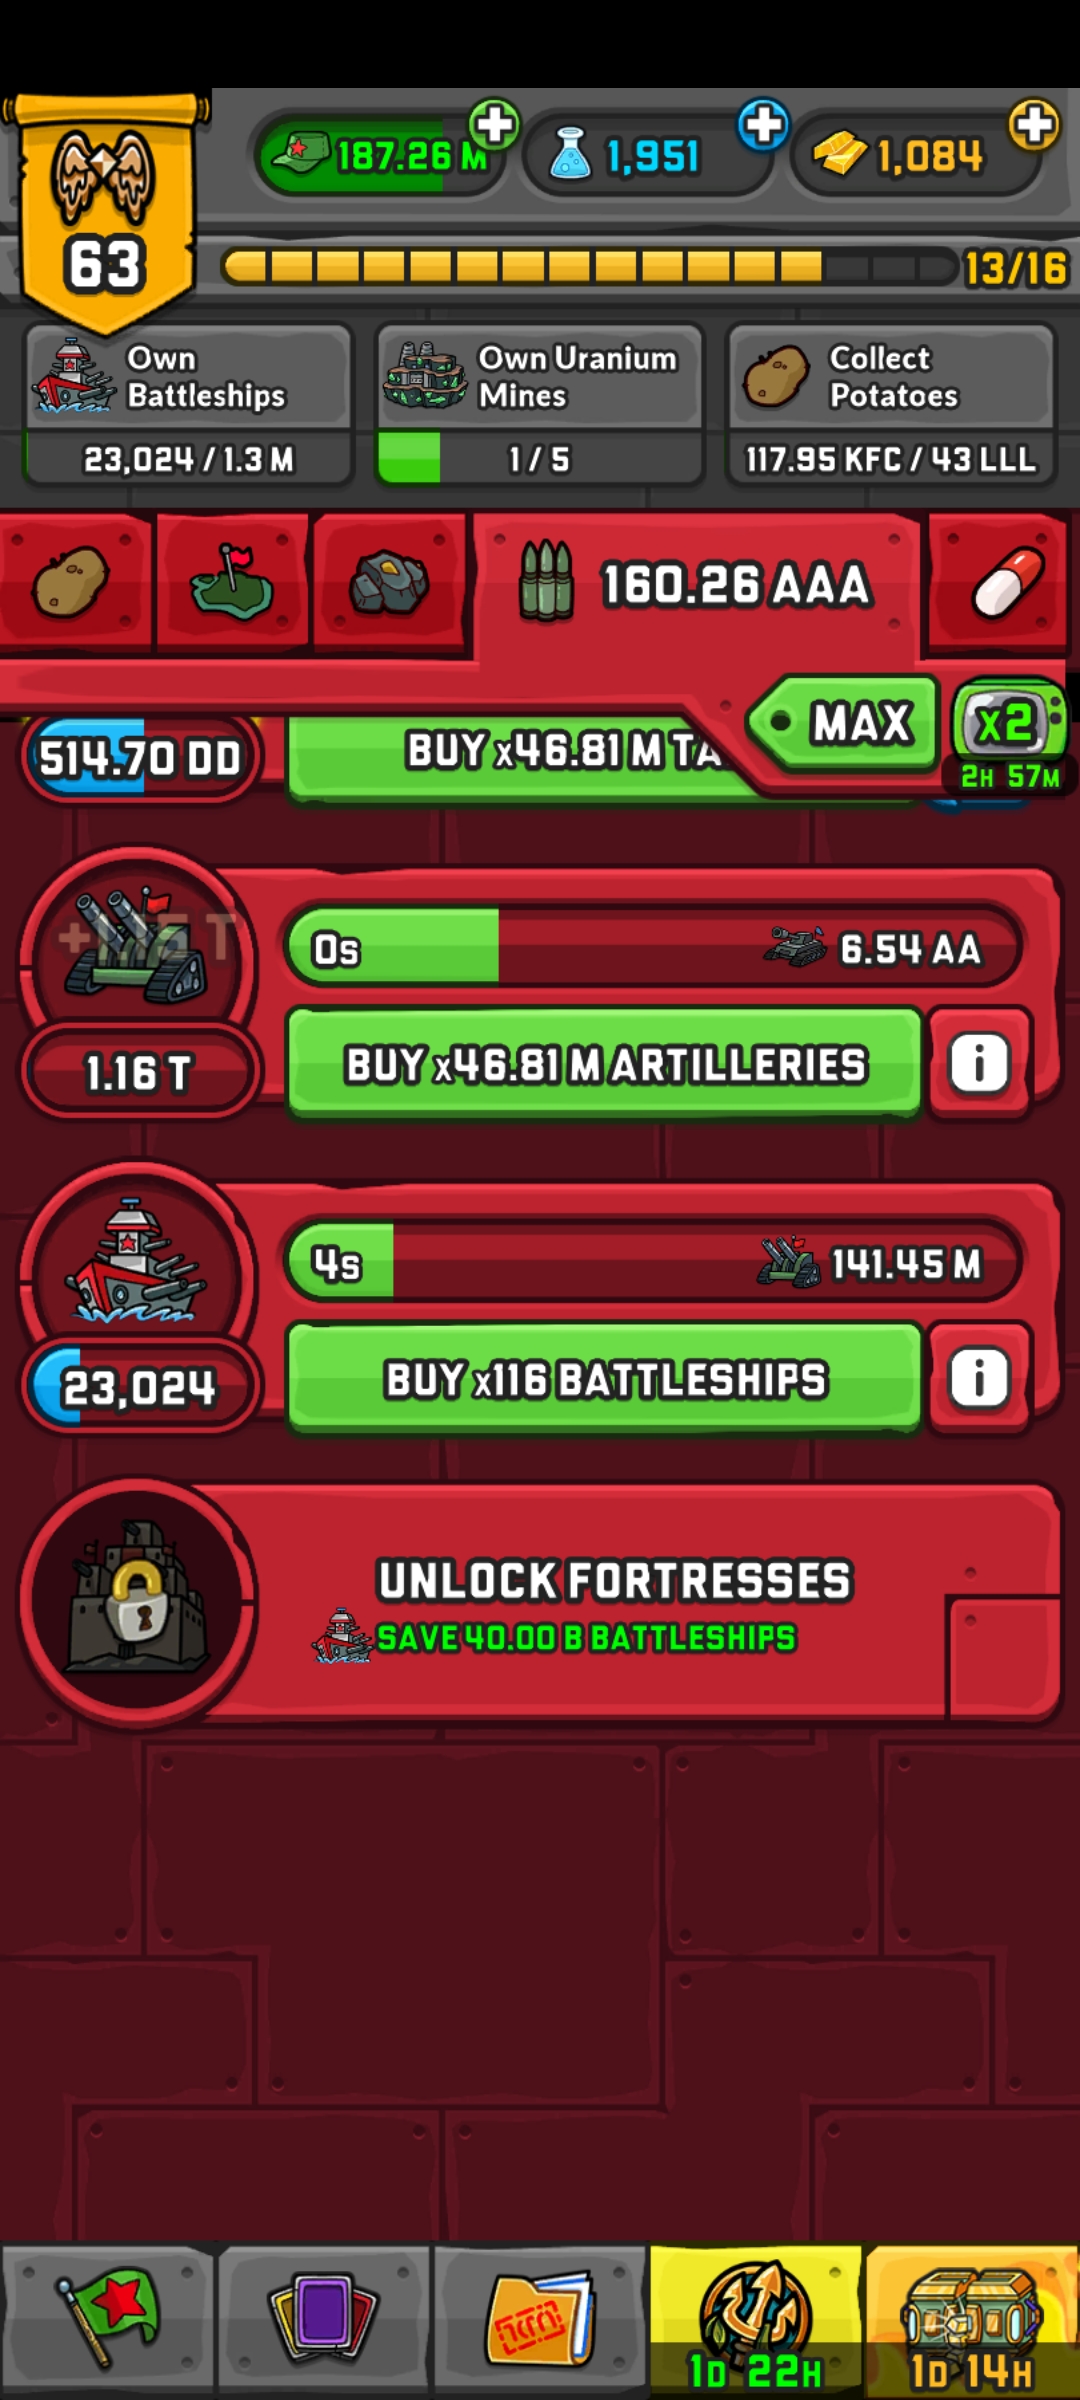 187.26 M
1,951
1,084
63
13/16
Own
Battleships
23,024 / 1.3 M
Own Uranium
Mines
1 / 5
Collect
Potatoes
117.95 KFC / 43 LLL
160.26 AAA
MAX
x2
2H 57M
514.70 DD
BUY x46.81 M TA
0s
6.54 AA
1.16 T
BUY x46.81 M ARTILLERIES
i
4s
141.45 M
23,024
BUY x116 BATTLESHIPS
i
UNLOCK FORTRESSES
SAVE 40.00 B BATTLESHIPS
1D 22H
1D 14H